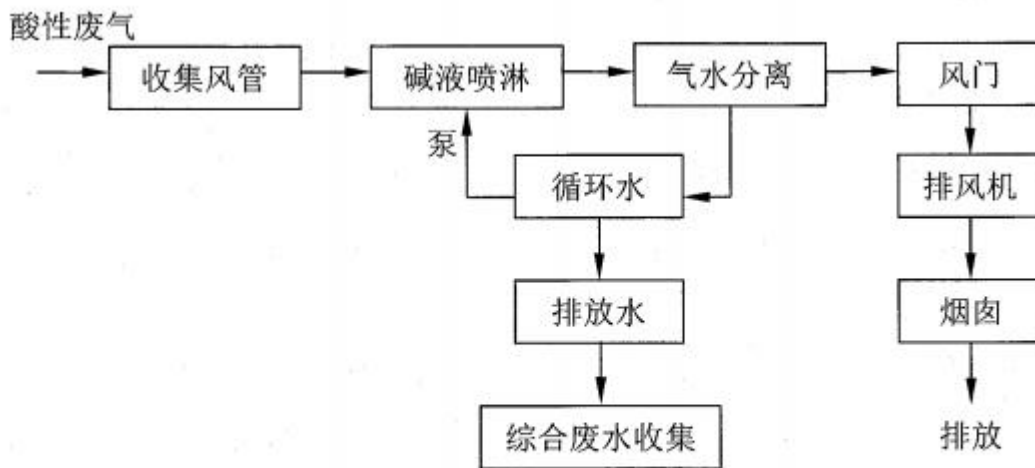 酸性废气
收集风管
碱液喷淋
气水分离
风门
泵
循环水
排风机
排放水
烟囱
综合废水收集
排放